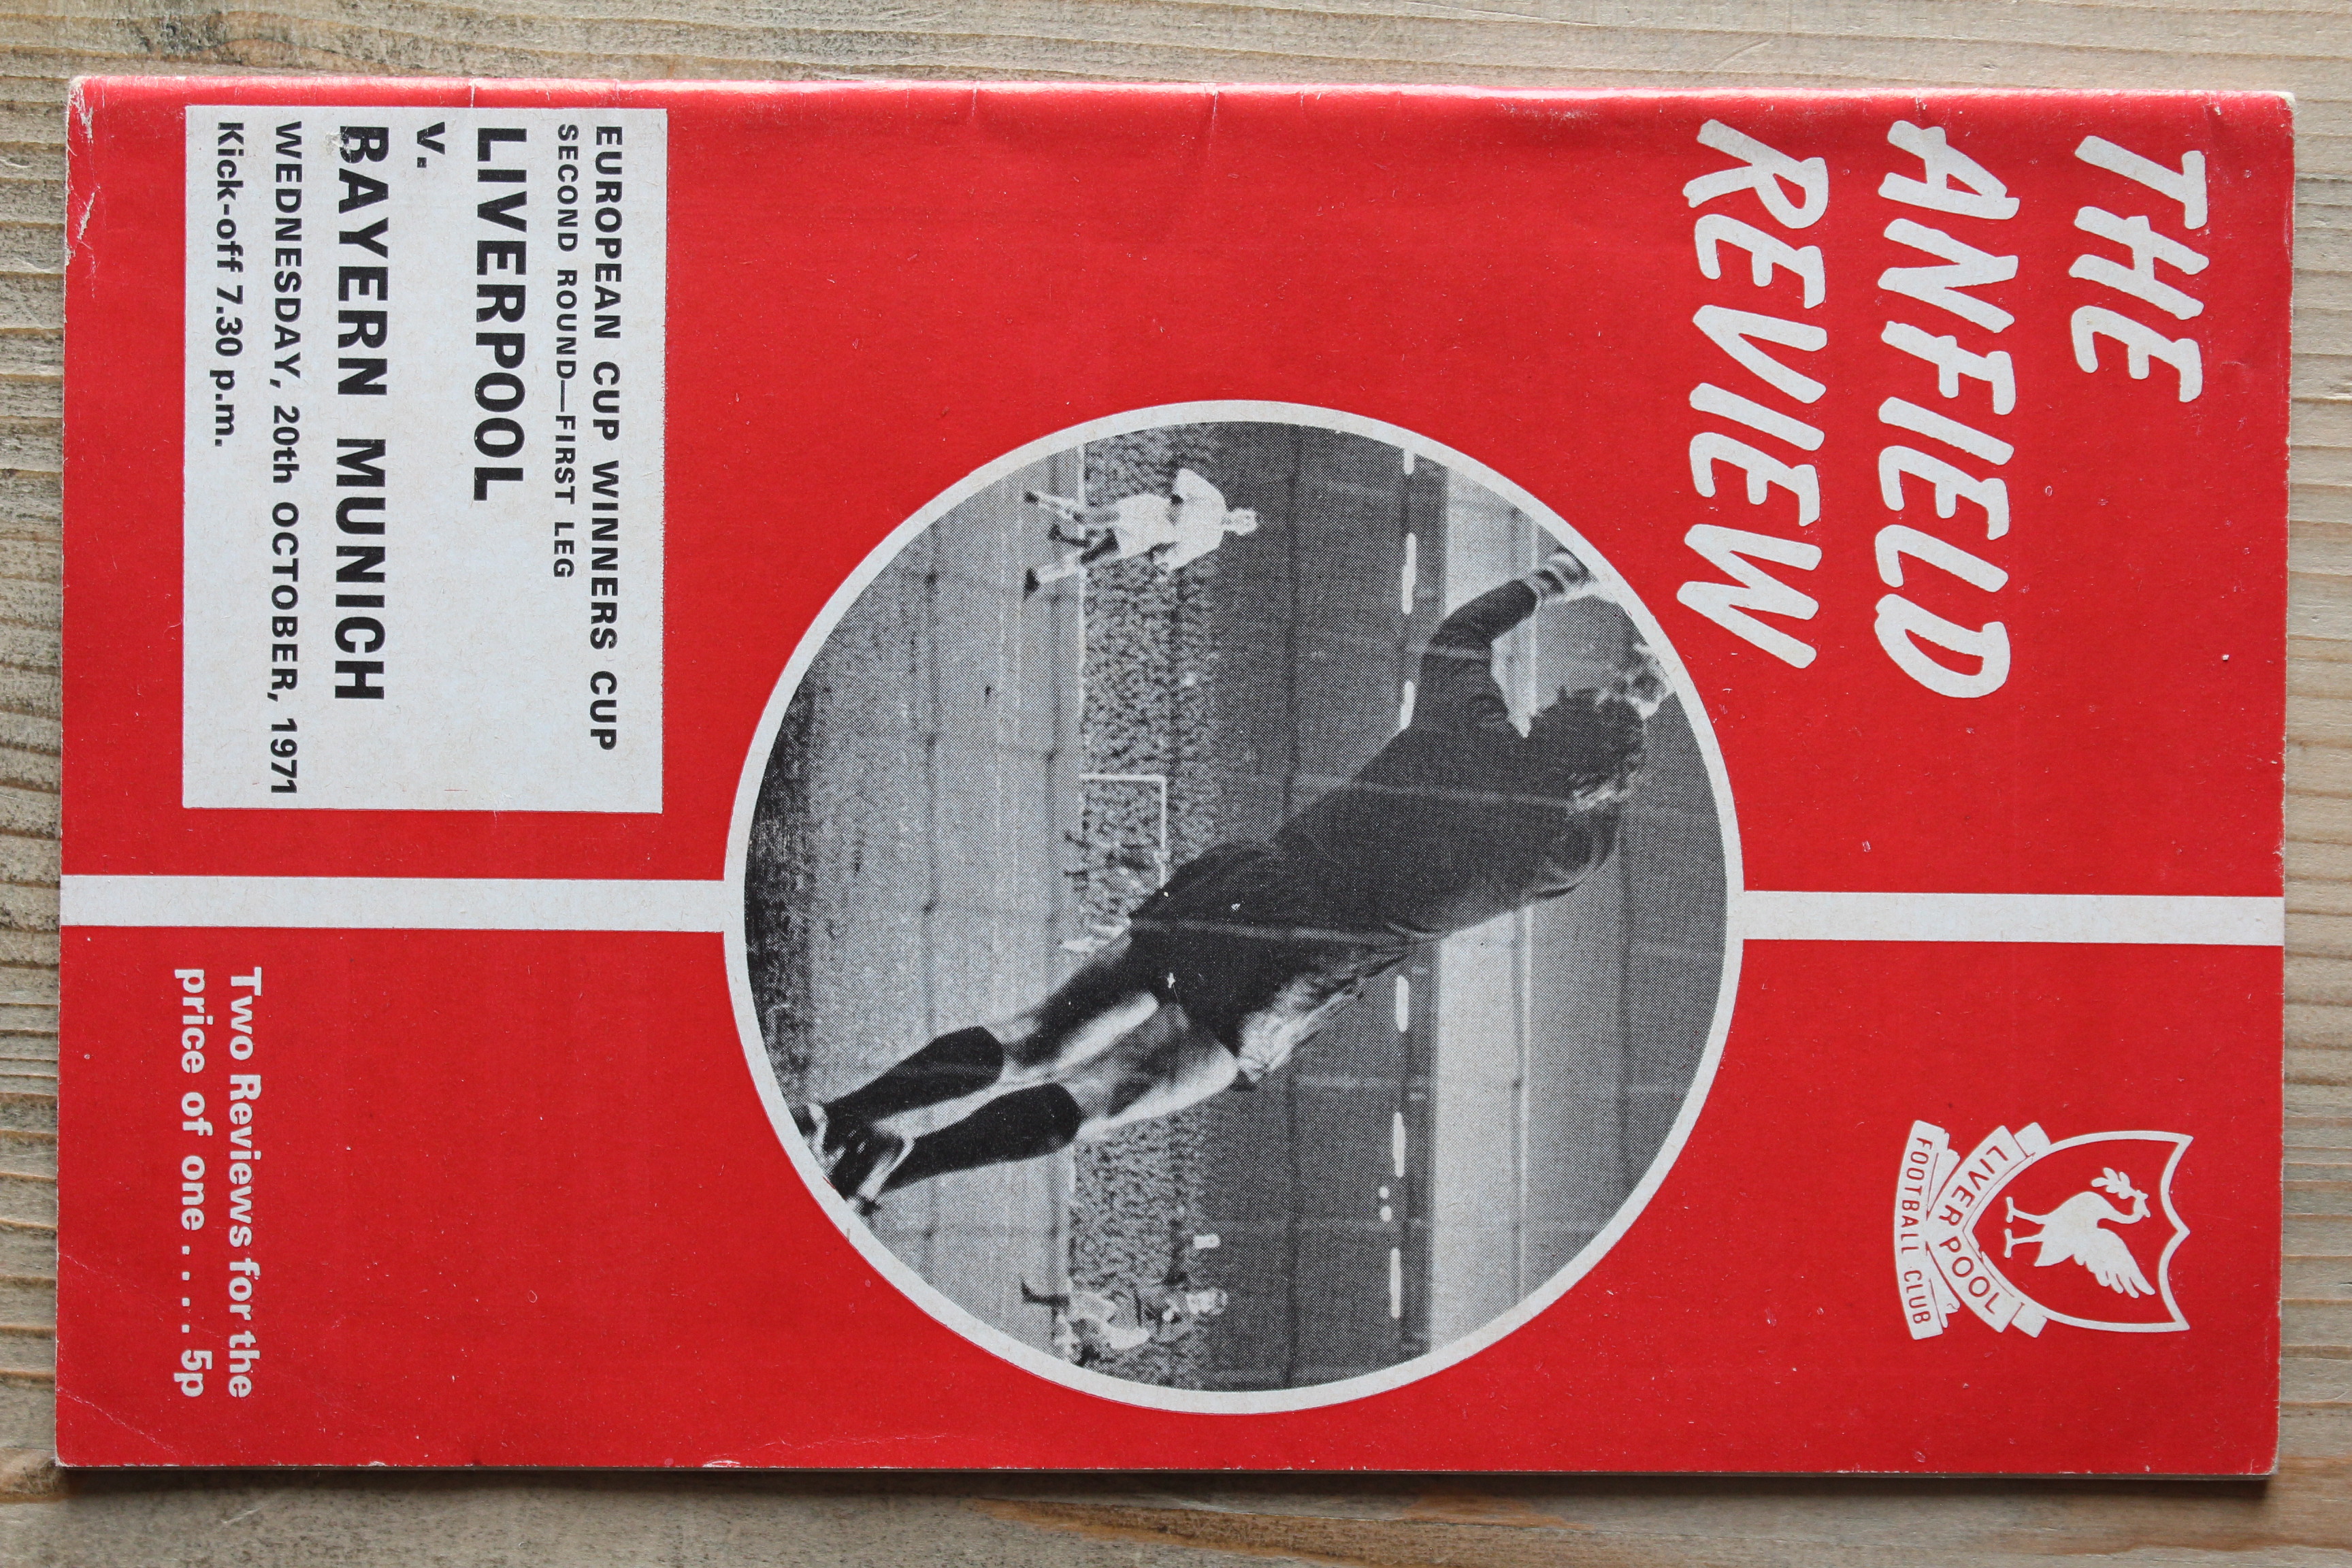 THE
ANFIELD
REVIEW
LIVERPOOL
FOOTBALL CLUB
EUROPEAN CUP WINNERS CUP
SECOND ROUND—FIRST LEG
LIVERPOOL
v.
BAYERN MUNICH
WEDNESDAY, 20th OCTOBER, 1971
Kick-off 7.30 p.m.
Two Reviews for the
price of one . . . . 5p